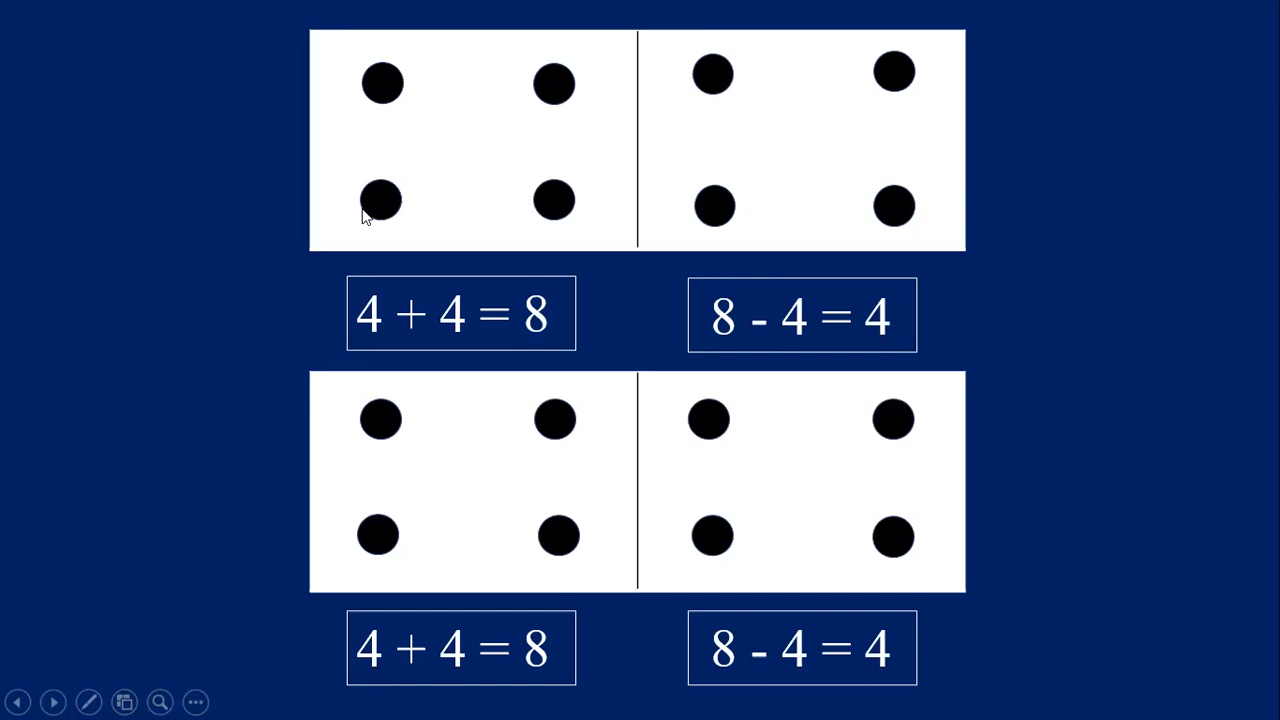 4 + 4 = 8
8 - 4 = 4
4 + 4 = 8
8 - 4 = 4